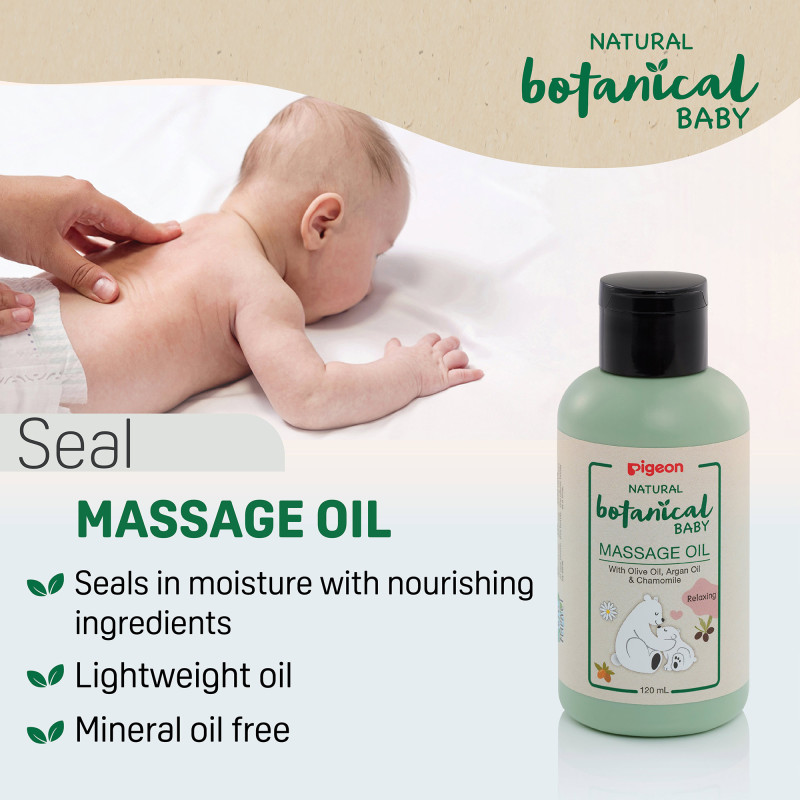 NATURAL
botanical
BABY
Seal
MASSAGE OIL
Seals in moisture with nourishing
ingredients
Lightweight oil
Mineral oil free
Pigeon
NATURAL
botanical
BABY
MASSAGE OIL
With Olive Oil, Argan Oil
& Chamomile
Relaxing
120 mL